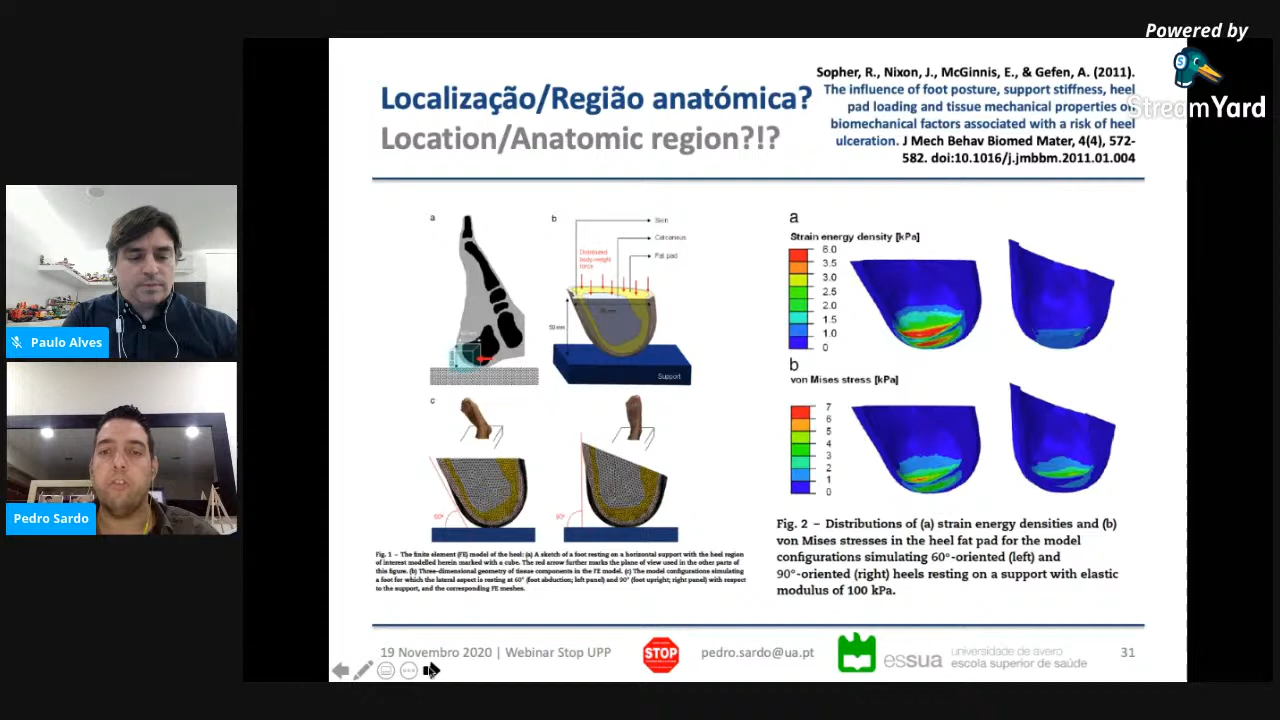 Powered by
StreamYard
Localização/Região anatómica?
Location/Anatomic region?!?
Sopher, R., Nixon, J., McGinnis, E., & Gefen, A. (2011).
The influence of foot posture, support stiffness, heel
pad loading and tissue mechanical properties on
biomechanical factors associated with a risk of heel
ulceration. J Mech Behav Biomed Mater, 4(4), 572-
582. doi:10.1016/j.jmbbm.2011.01.004
a
b
Skin
Calcaneus
Fat pad
Distributed
body-weight
force
50 mm
Support
c
60°
90°
Fig. 1 – The finite element (FE) model of the heel: (a) A sketch of a foot resting on a horizontal support with the heel region
of interest modelled herein marked with a cube. The red arrow further marks the plane of view used in the other parts of
this figure. (b) Three-dimensional geometry of tissue components in the FE model. (c) The model configurations simulating
a foot for which the lateral aspect is resting at 60° (foot abduction; left panel) and 90° (foot upright; right panel) with respect
to the support, and the corresponding FE meshes.
a
Strain energy density [kPa]
6.0
3.5
3.0
2.5
2.0
1.5
1.0
0
b
von Mises stress [kPa]
7
6
5
4
3
2
1
0
Fig. 2 – Distributions of (a) strain energy densities and (b)
von Mises stresses in the heel fat pad for the model
configurations simulating 60°-oriented (left) and
90°-oriented (right) heels resting on a support with elastic
modulus of 100 kPa.
Paulo Alves
Pedro Sardo
19 Novembro 2020 | Webinar Stop UPP
STOP
pedro.sardo@ua.pt
essua
universidade de aveiro
escola superior de saúde
31